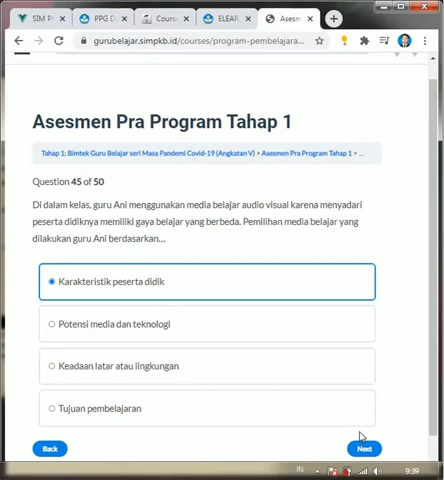 SIM P
PPG D
Course
ELEAR
Asesm
gurubelajar.simpkb.id/courses/program-pembelajara...
Asesmen Pra Program Tahap 1
Tahap 1: Bimtek Guru Belajar seri Masa Pandemi Covid-19 (Angkatan V) > Asesmen Pra Program Tahap 1 > ...
Question 45 of 50
Di dalam kelas, guru Ani menggunakan media belajar audio visual karena menyadari
peserta didiknya memiliki gaya belajar yang berbeda. Pemilihan media belajar yang
dilakukan guru Ani berdasarkan...
Karakteristik peserta didik
Potensi media dan teknologi
Keadaan latar atau lingkungan
Tujuan pembelajaran
Back
Next
IN
9:39